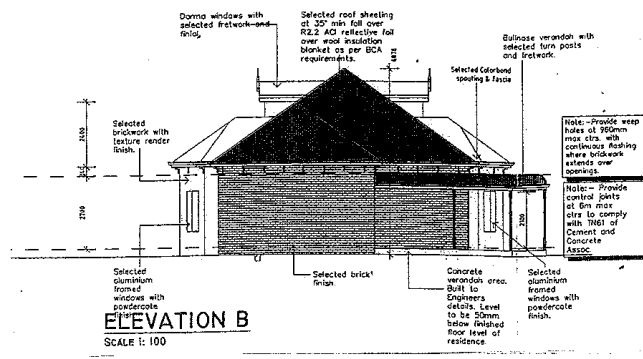 Dorma windows with
selected fretwork and
finial.
Selected roof sheeting
at 35° min fall over
R2.2 ACI reflective foil
over wool insulation
blanket as per BCA
requirements.
Bullnose verandah with
selected turn posts
and fretwork.
Selected Colorbond
spouting & Fascia
Selected
brickwork with
texture render
finish.
Note:-Provide weep
holes at 960mm
max ctrs. with
continuous flashing
where brickwork
extends over
openings.
Note:- Provide
control joints
at 6m max
ctrs to comply
with TN61 of
Cement and
Concrete
Assoc.
2700
2100
Selected
aluminium
framed
windows with
powdercote
finish.
Selected brick
finish.
Concrete
verandah area.
Built to
Engineers
details. Level
to be 50mm
below finished
floor level of
residence.
Selected
aluminium
framed
windows with
powdercote
finish.
ELEVATION B
SCALE 1: 100